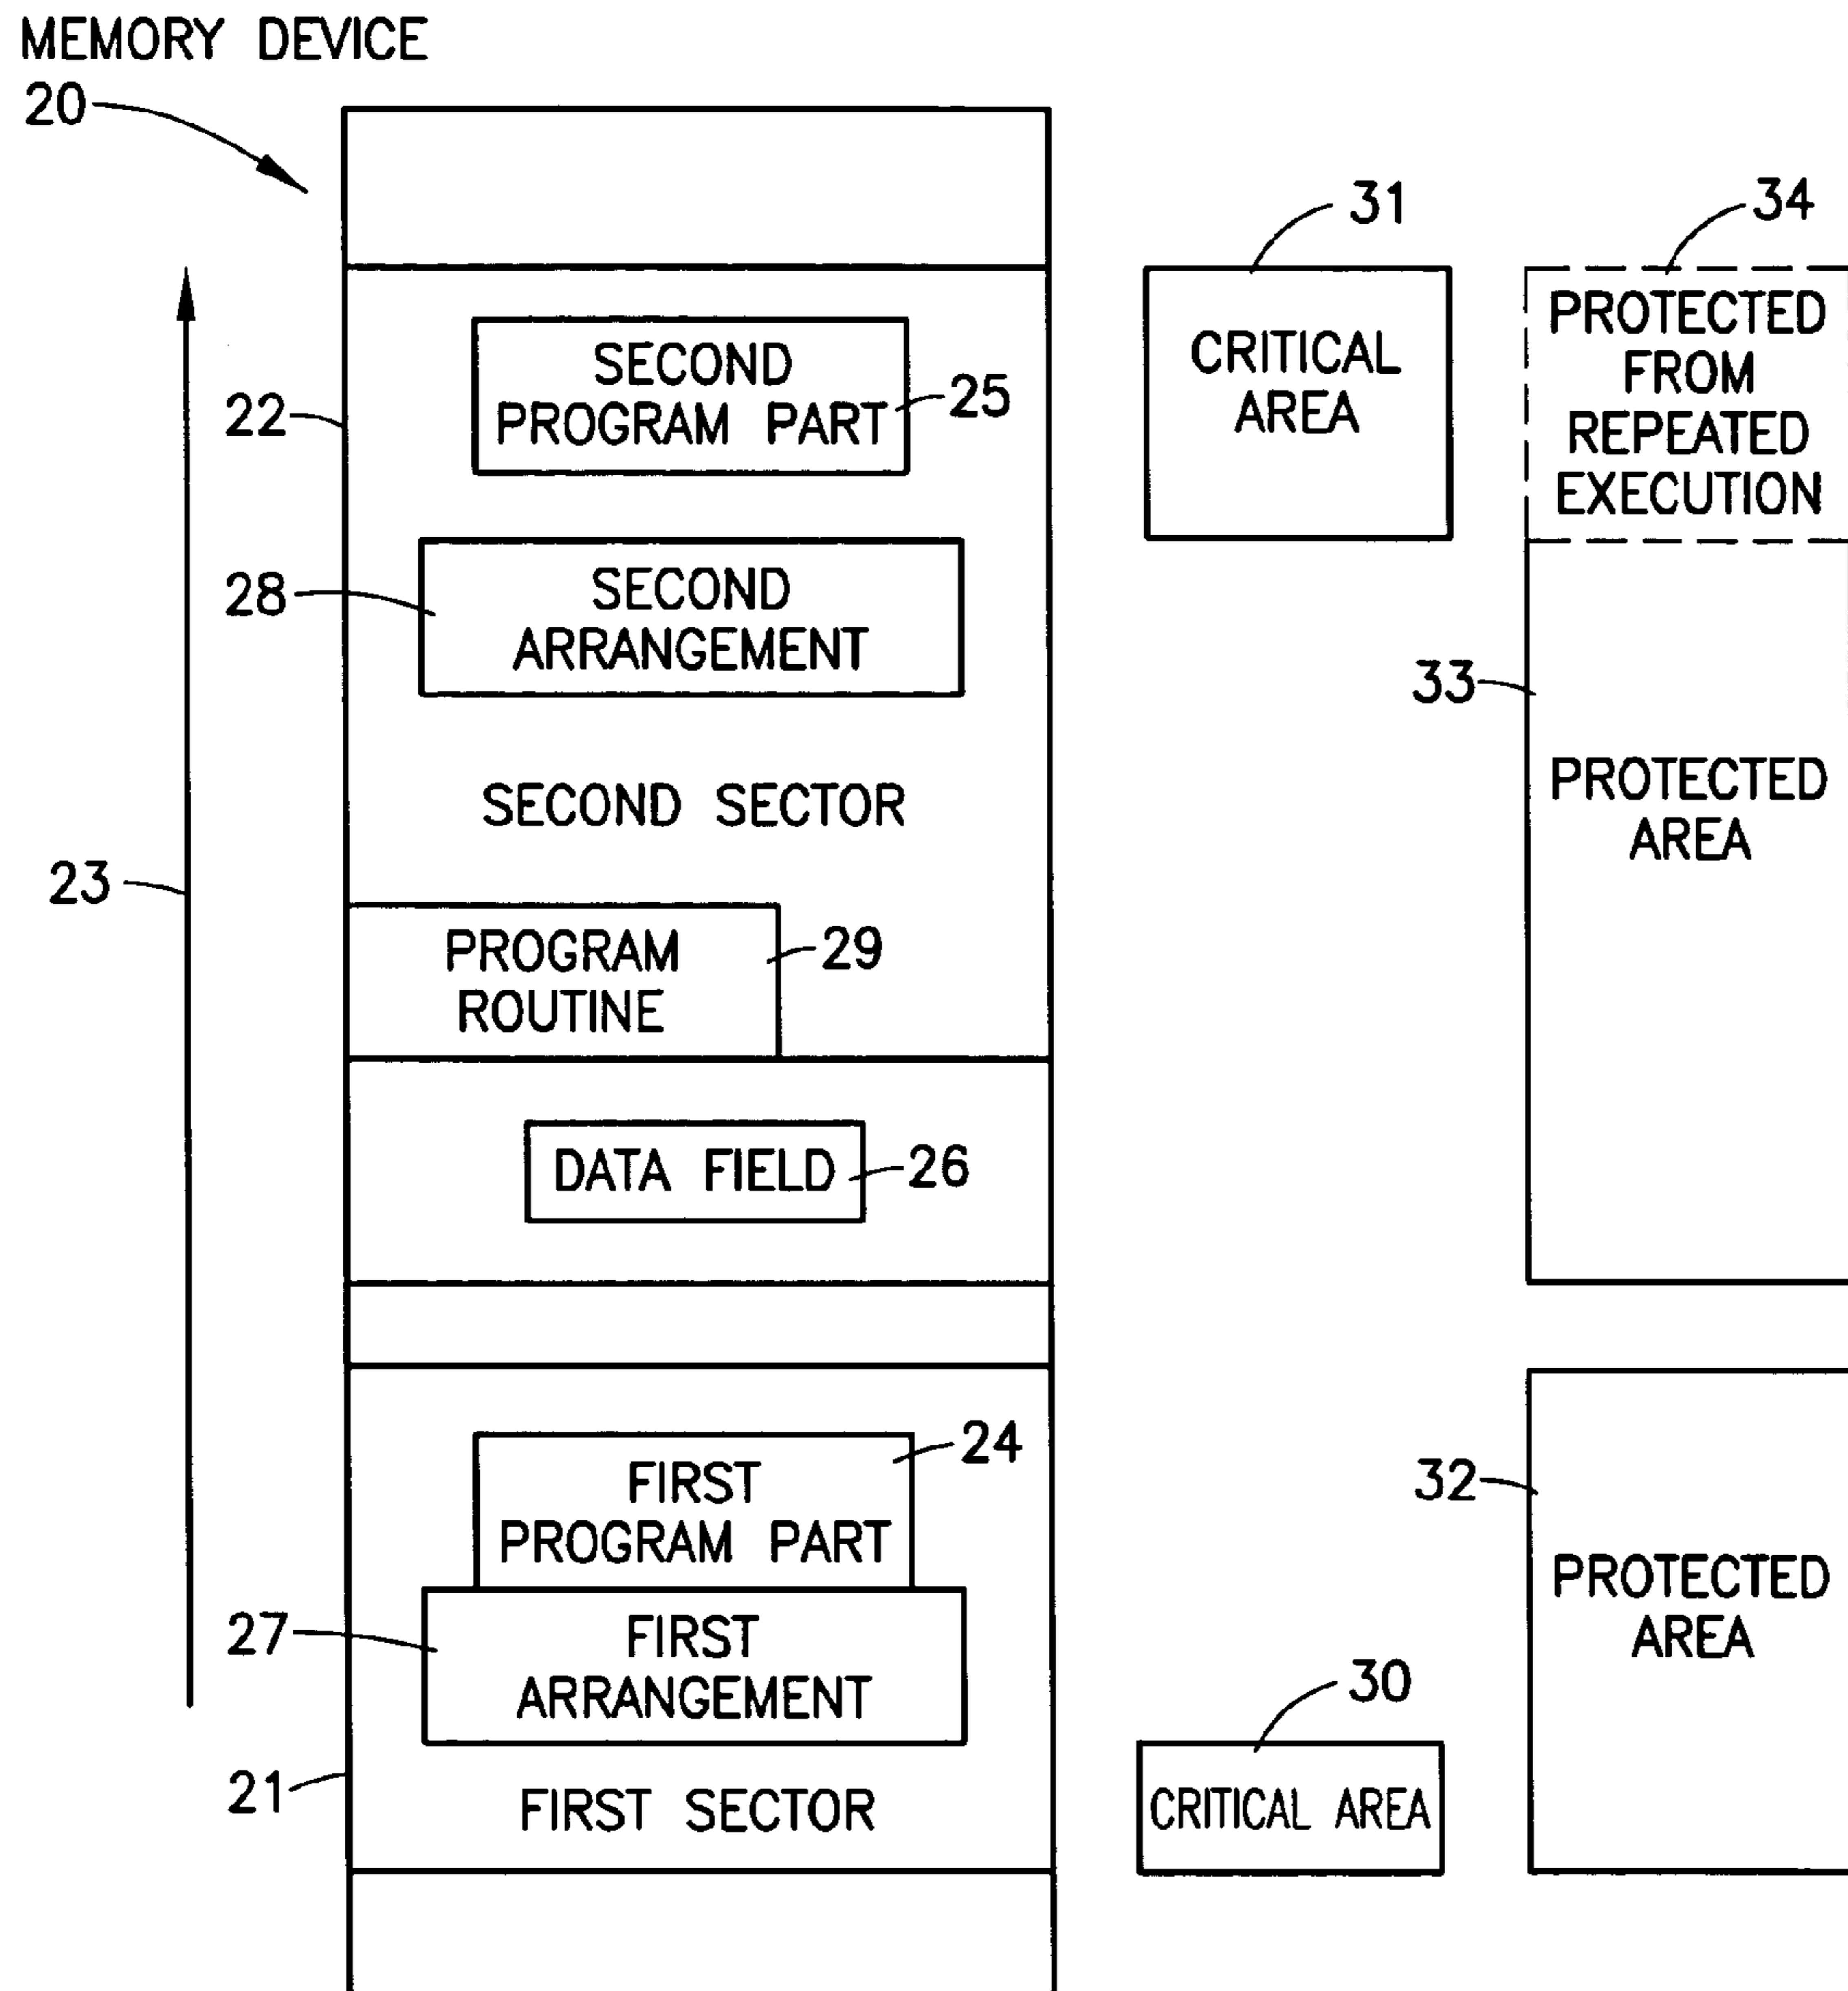 MEMORY DEVICE
20
31
34
SECOND
PROGRAM PART
25
22
CRITICAL
AREA
PROTECTED
FROM
REPEATED
EXECUTION
28
SECOND
ARRANGEMENT
33
SECOND SECTOR
PROTECTED
AREA
23
PROGRAM
ROUTINE
29
DATA FIELD
26
24
FIRST
PROGRAM PART
32
27
FIRST
ARRANGEMENT
PROTECTED
AREA
30
21
FIRST SECTOR
CRITICAL AREA